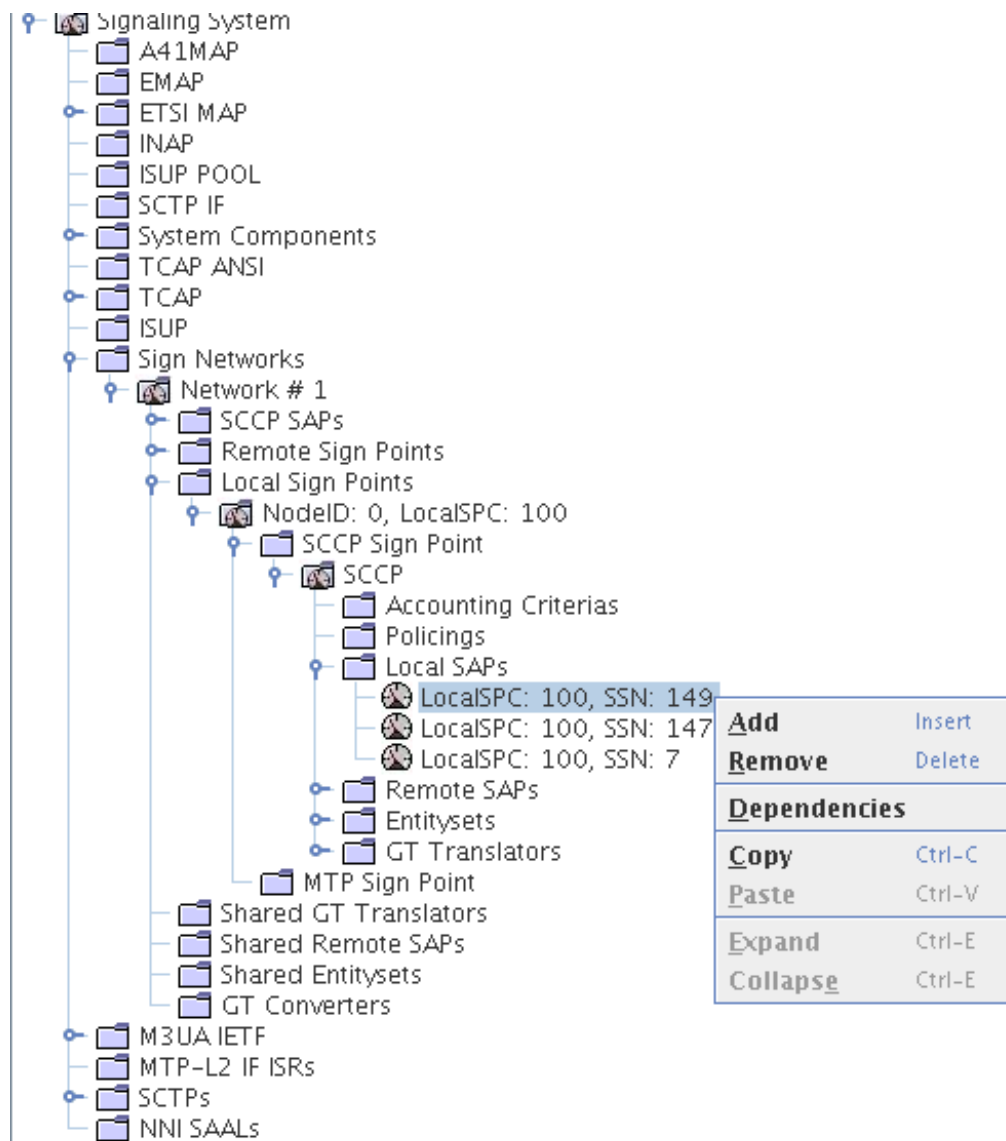 Signaling System
A41MAP
EMAP
ETSI MAP
INAP
ISUP POOL
SCTP IF
System Components
TCAP ANSI
TCAP
ISUP
Sign Networks
Network # 1
SCCP SAPs
Remote Sign Points
Local Sign Points
NodeID: 0, LocalSPC: 100
SCCP Sign Point
SCCP
Accounting Criterias
Policings
Local SAPs
LocalSPC: 100, SSN: 149
LocalSPC: 100, SSN: 147
LocalSPC: 100, SSN: 7
Remote SAPs
Entitysets
GT Translators
MTP Sign Point
Shared GT Translators
Shared Remote SAPs
Shared Entitysets
GT Converters
M3UA IETF
MTP-L2 IF ISRs
SCTPs
NNI SAALs
Add Insert
Remove Delete
Dependencies
Copy Ctrl-C
Paste Ctrl-V
Expand Ctrl-E
Collapse Ctrl-E